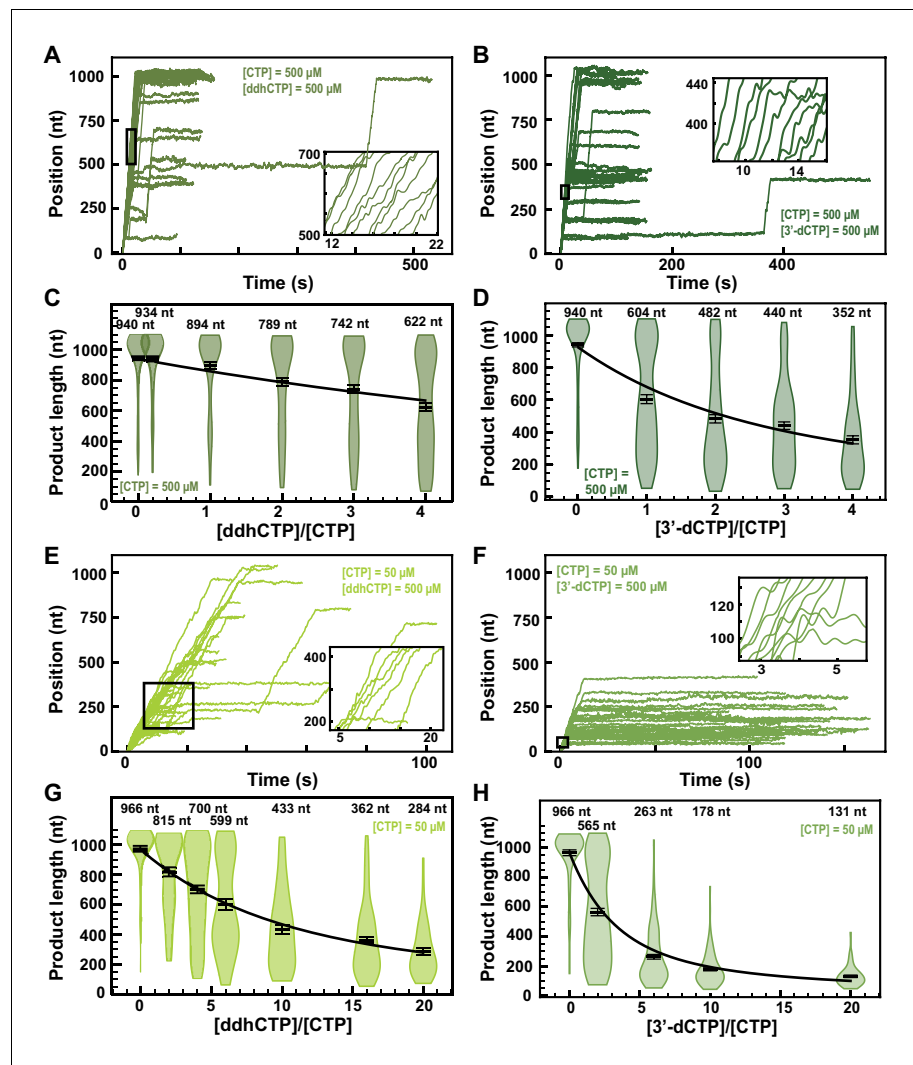 A
Position (nt)
1000
750
500
250
0
[CTP] = 500 µM
[ddhCTP] = 500 µM
700
500
12 22
0 500
Time (s)
B
Position (nt)
1000
750
500
250
0
440
400
10 14
[CTP] = 500 µM
[3'-dCTP] = 500 µM
0 200 400
Time (s)
C
Product length (nt)
1000
800
600
400
200
0
934 nt
940 nt 894 nt 789 nt 742 nt 622 nt
[CTP] = 500 µM
0 1 2 3 4
[ddhCTP]/[CTP]
D
Product length (nt)
1000
800
600
400
200
0
940 nt 604 nt 482 nt 440 nt 352 nt
[CTP] =
500 µM
0 1 2 3 4
[3'-dCTP]/[CTP]
E
Position (nt)
1000
750
500
250
0
[CTP] = 50 µM
[ddhCTP] = 500 µM
400
200
5 20
0 100
Time (s)
F
Position (nt)
1000
750
500
250
0
[CTP] = 50 µM
[3'-dCTP] = 500 µM
120
100
3 5
0 100
Time (s)
G
Product length (nt)
1000
800
600
400
200
0
966 nt 700 nt 433 nt 362 nt 284 nt
815 nt 599 nt
[CTP] = 50 µM
0 5 10 15 20
[ddhCTP]/[CTP]
H
Product length (nt)
1000
800
600
400
200
0
966 nt 263 nt 178 nt 131 nt
565 nt
[CTP] = 50 µM
0 5 10 15 20
[3'-dCTP]/[CTP]